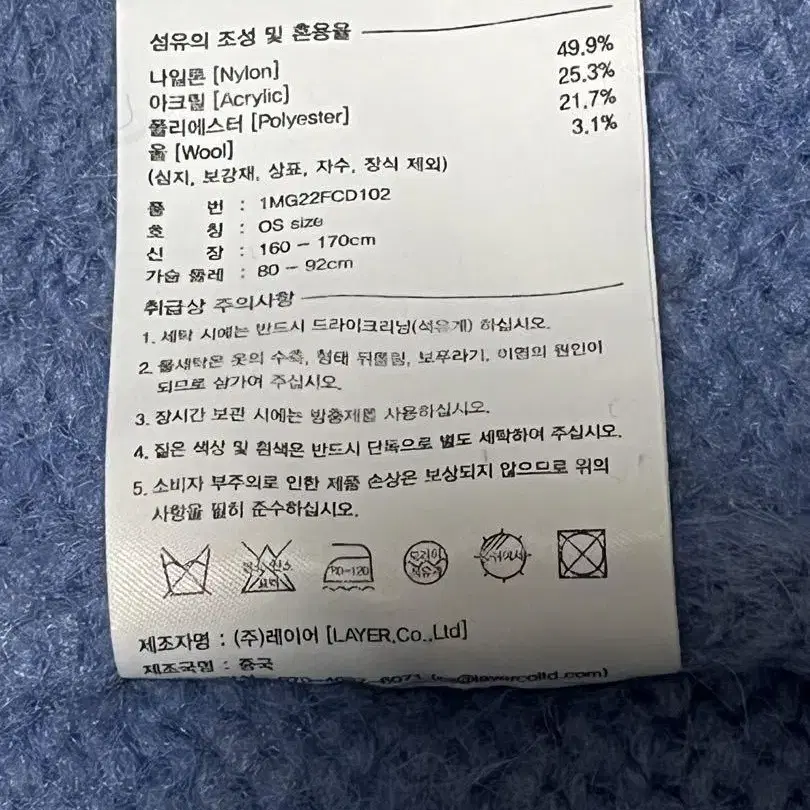 섬유의 조성 및 혼용율
나일론 [Nylon] 49.9%
아크릴 [Acrylic] 25.3%
폴리에스터 [Polyester] 21.7%
울 [Wool] 3.1%
(심지, 보강재, 상표, 자수, 장식 제외)
품 번 : 1MG22FCD102
호 칭 : OS size
신 장 : 160 – 170cm
가슴 둘레 : 80 – 92cm
취급상 주의사항
1. 세탁 시에는 반드시 드라이크리닝(석유계) 하십시오.
2. 물세탁은 옷의 수축, 형태 뒤틀림, 보푸라기, 이염의 원인이
되므로 삼가여 주십시오.
3. 장시간 보관 시에는 방충제를 사용하십시오.
4. 짙은 색상 및 흰색은 반드시 단독으로 별도 세탁하여 주십시오.
5. 소비자 부주의로 인한 제품 손상은 보상되지 않으므로 위의
사항을 필히 준수하십시오.
80-120
드라이
석유계
제조자명 : (주)레이어 [LAYER.Co.,Ltd]
제조국명 : 중국